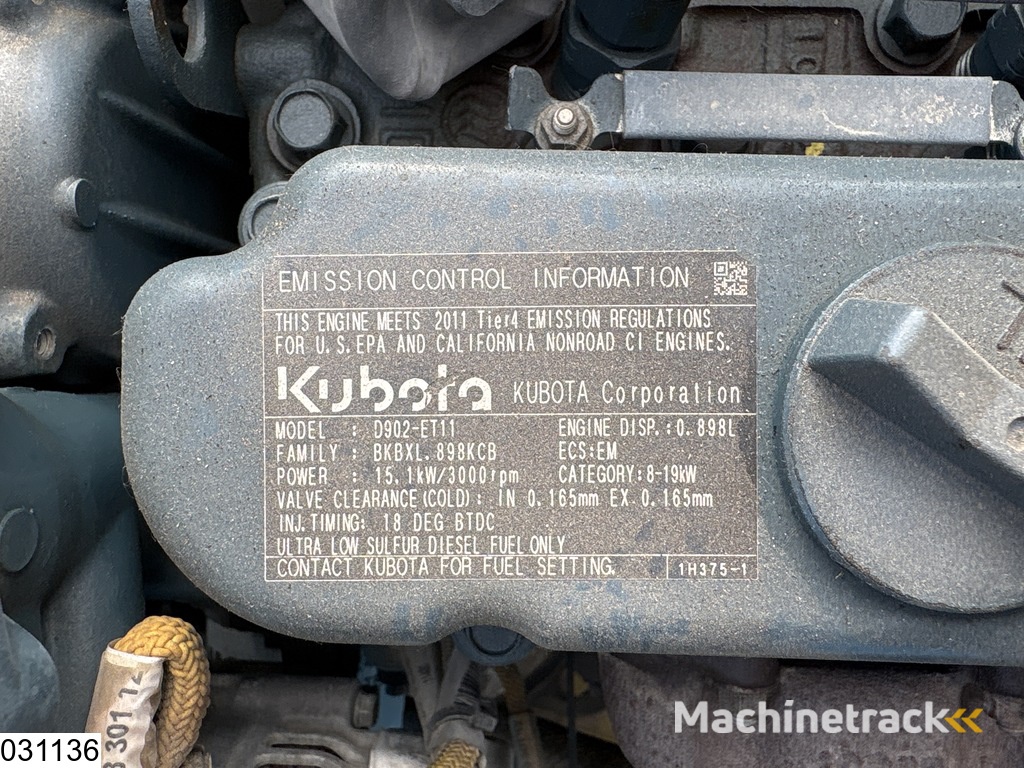 EMISSION CONTROL INFORMATION
THIS ENGINE MEETS 2011 Tier4 EMISSION REGULATIONS
FOR U.S.EPA AND CALIFORNIA NONROAD CI ENGINES.
Kubota KUBOTA Corporation
MODEL : D902-ET11 ENGINE DISP.:0.898L
FAMILY : BKBXL.898KCB ECS:EM
POWER : 15.1kW/3000rpm CATEGORY:8-19kW
VALVE CLEARANCE(COLD): IN 0.165mm EX 0.165mm
INJ.TIMING: 18 DEG BTDC
ULTRA LOW SULFUR DIESEL FUEL ONLY
CONTACT KUBOTA FOR FUEL SETTING. 1H375-1
301
Machinetrack
031136